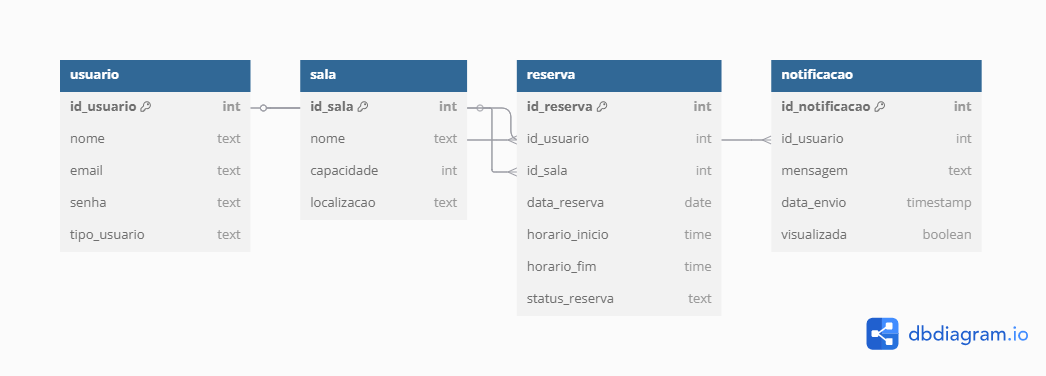 usuario
id_usuario int
nome text
email text
senha text
tipo_usuario text
sala
id_sala int
nome text
capacidade int
localizacao text
reserva
id_reserva int
id_usuario int
id_sala int
data_reserva date
horario_inicio time
horario_fim time
status_reserva text
notificacao
id_notificacao int
id_usuario int
mensagem text
data_envio timestamp
visualizada boolean
dbdiagram.io